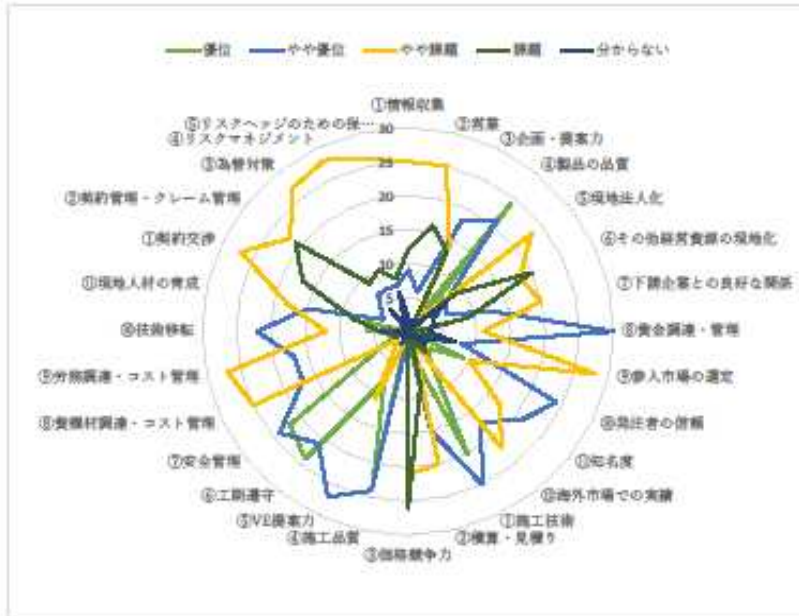 優位 やや優位 やや課題 課題 分からない
①情報収集
②営業
③企画・提案力
④製品の品質
⑤現地法人化
⑥その他経営資源の現地化
⑦下請企業との良好な関係
⑧資金調達・管理
⑨参入市場の選定
⑩発注者の信頼
⑪知名度
⑫海外市場での実績
①施工技術
②積算・見積り
③価格競争力
④施工品質
⑤VE提案力
⑥工期遵守
⑦安全管理
⑧資機材調達・コスト管理
⑨労務調達・コスト管理
⑩技術移転
⑪現地人材の育成
①契約交渉
②契約管理・クレーム管理
③為替対策
④リスクマネジメント
⑤リスクヘッジのための保…
30
25
20
15
10
5